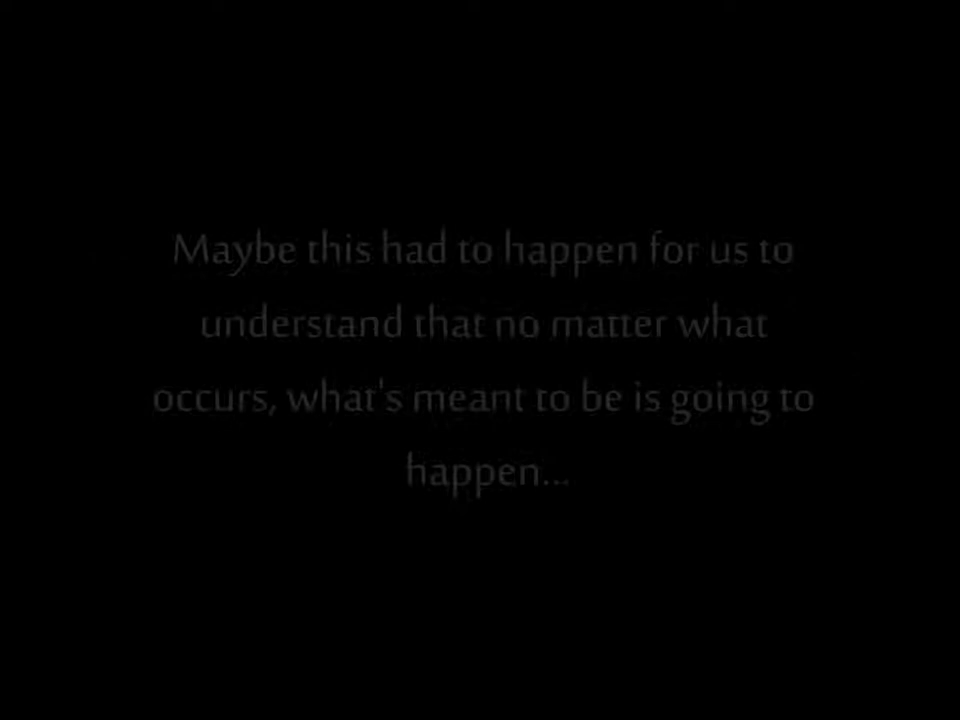 Maybe this had to happen for us to
understand that no matter what
occurs, what's meant to be is going to
happen...